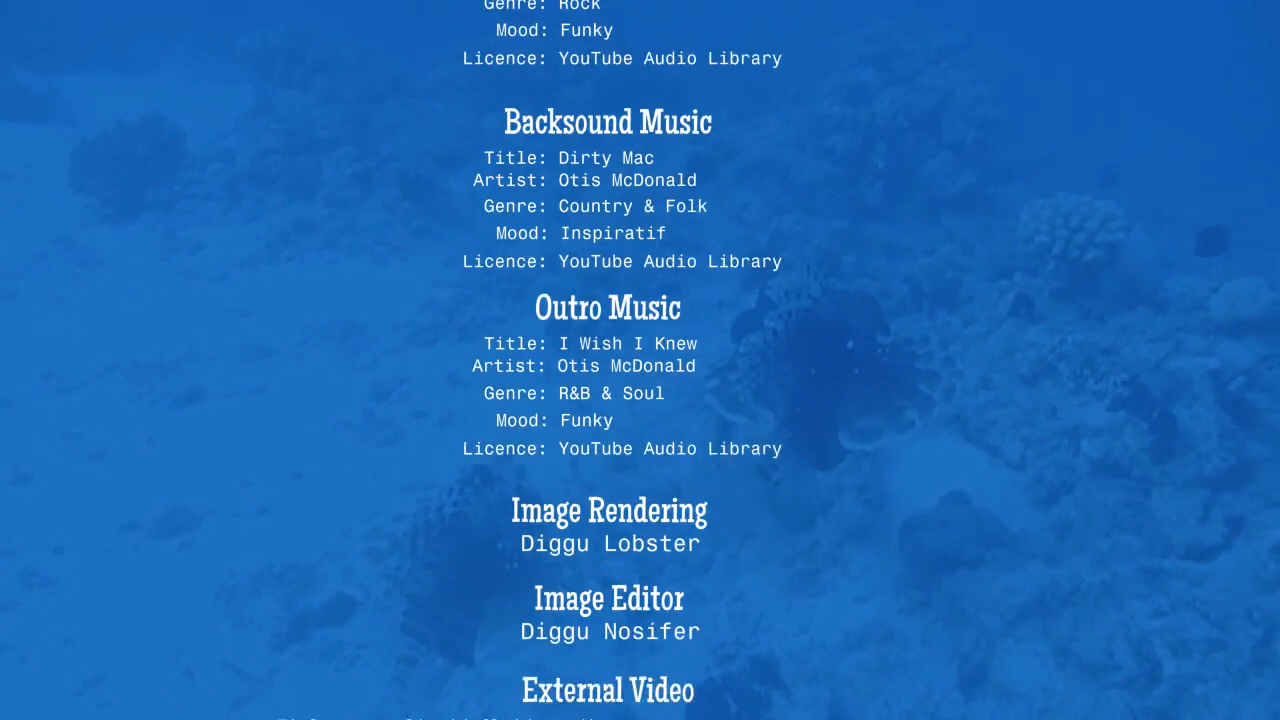 Genre: Rock
Mood: Funky
Licence: YouTube Audio Library
Backsound Music
Title: Dirty Mac
Artist: Otis McDonald
Genre: Country & Folk
Mood: Inspiratif
Licence: YouTube Audio Library
Outro Music
Title: I Wish I Knew
Artist: Otis McDonald
Genre: R&B & Soul
Mood: Funky
Licence: YouTube Audio Library
Image Rendering
Diggu Lobster
Image Editor
Diggu Nosifer
External Video